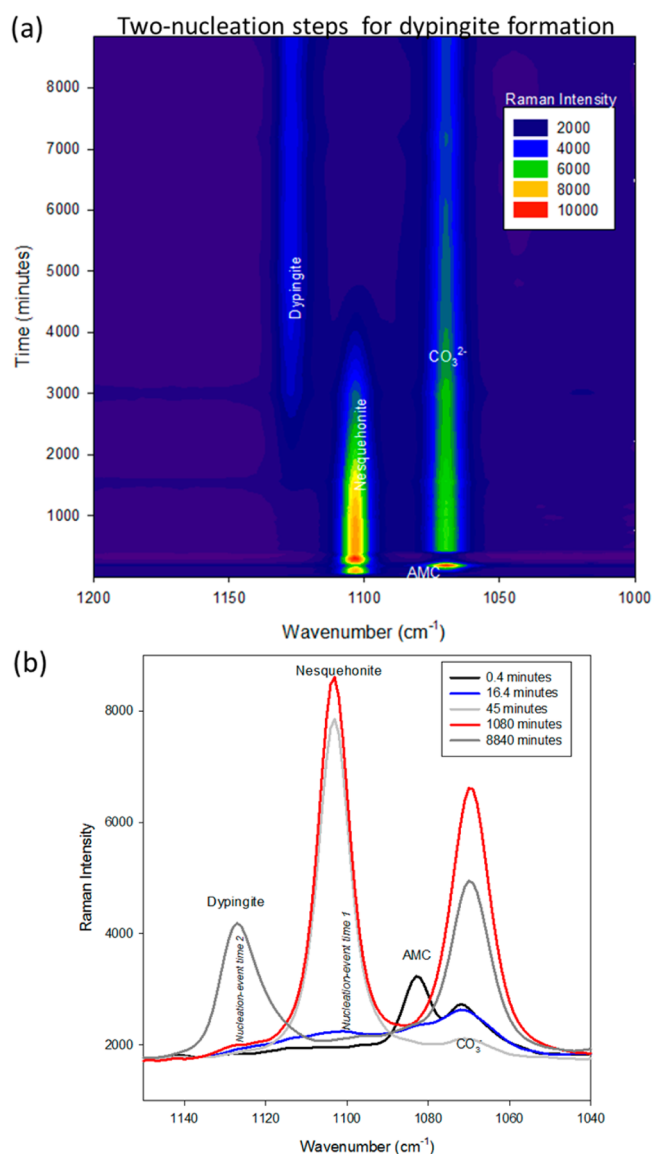 (a) Two-nucleation steps for dypingite formation
Raman Intensity
2000
4000
6000
8000
10000
8000
7000
6000
5000
4000
3000
2000
1000
Time (minutes)
Dypingite
Nesquehonite
CO₃²⁻
AMC
1200 1150 1100 1050 1000
Wavenumber (cm⁻¹)
(b)
Nesquehonite
0.4 minutes
16.4 minutes
45 minutes
1080 minutes
8840 minutes
8000
6000
4000
2000
Raman Intensity
Dypingite
Nucleation-event time 2
Nucleation-event time 1
AMC
CO₃⁻
1140 1120 1100 1080 1060 1040
Wavenumber (cm⁻¹)